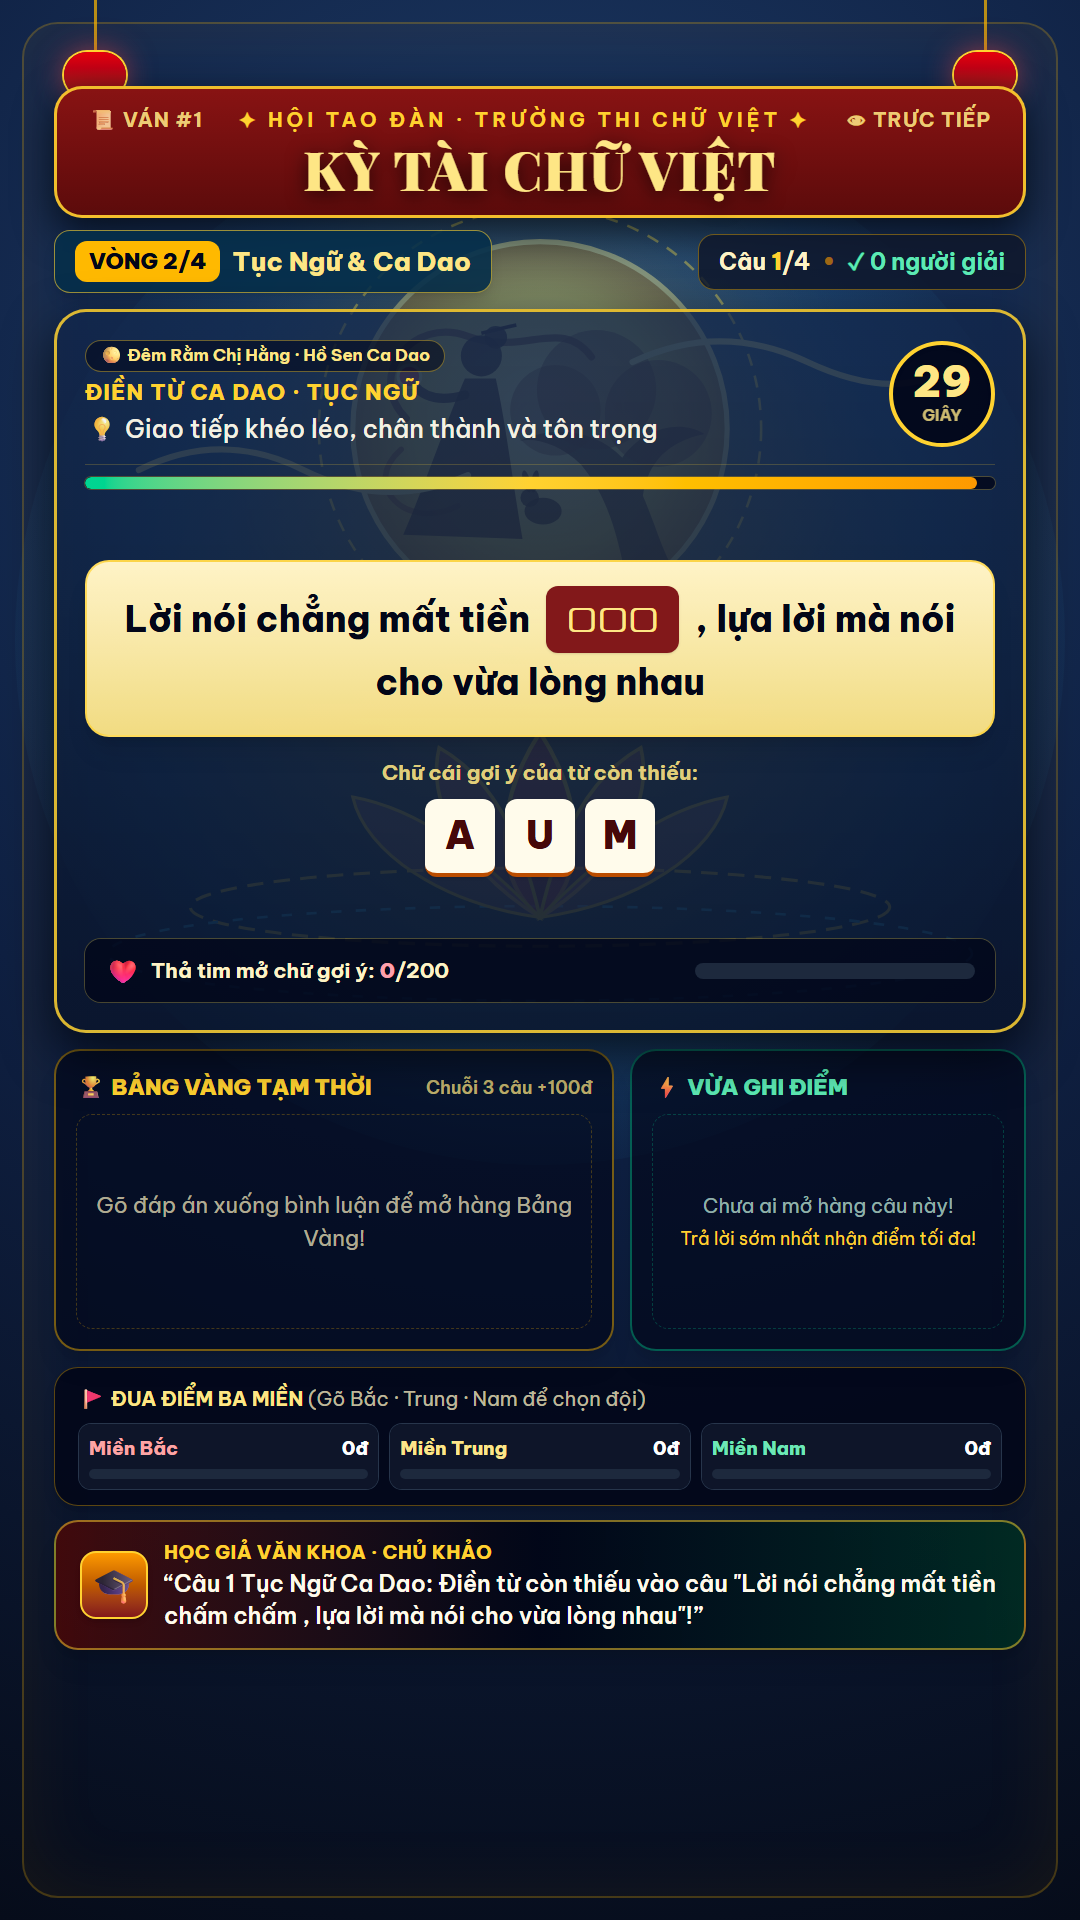 📜 VÁN #1 ✦ HỘI TAO ĐÀN · TRƯỜNG THI CHỮ VIỆT ✦ 👁 TRỰC TIẾP
KỲ TÀI CHỮ VIỆT
VÒNG 2/4 Tục Ngữ & Ca Dao
Câu 1/4 • ✓ 0 người giải
🌕 Đêm Rằm Chị Hằng · Hồ Sen Ca Dao
ĐIỀN TỪ CA DAO · TỤC NGỮ
💡 Giao tiếp khéo léo, chân thành và tôn trọng
29
GIÂY
Lời nói chẳng mất tiền ▢▢▢ , lựa lời mà nói
cho vừa lòng nhau
Chữ cái gợi ý của từ còn thiếu:
A U M
💗 Thả tim mở chữ gợi ý: 0/200
🏆 BẢNG VÀNG TẠM THỜI Chuỗi 3 câu +100đ
Gõ đáp án xuống bình luận để mở hàng Bảng
Vàng!
⚡ VỪA GHI ĐIỂM
Chưa ai mở hàng câu này!
Trả lời sớm nhất nhận điểm tối đa!
🚩 ĐUA ĐIỂM BA MIỀN (Gõ Bắc · Trung · Nam để chọn đội)
Miền Bắc 0đ
Miền Trung 0đ
Miền Nam 0đ
HỌC GIẢ VĂN KHOA · CHỦ KHẢO
“Câu 1 Tục Ngữ Ca Dao: Điền từ còn thiếu vào câu "Lời nói chẳng mất tiền
chấm chấm , lựa lời mà nói cho vừa lòng nhau"!”